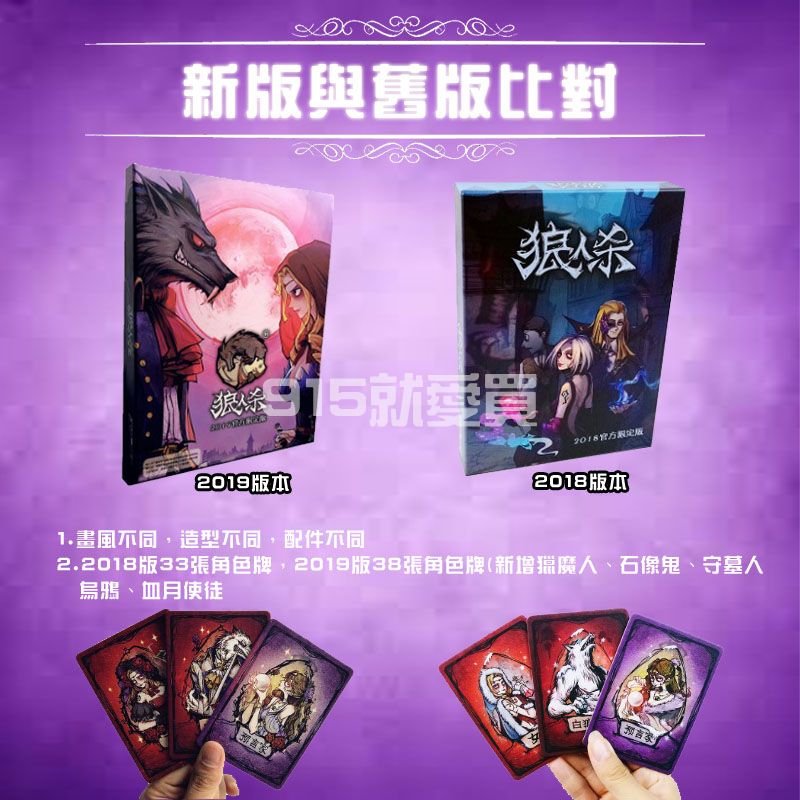 新版與舊版比對
狼人杀
狼人杀
915就愛買
2019官方限定版
2018官方限定版
2019版本
2018版本
1.畫風不同，造型不同，配件不同
2.2018版33張角色牌，2019版38張角色牌(新增獵魔人、石像鬼、守墓人
烏鴉、血月使徒
預言家
女
白狼
預言家